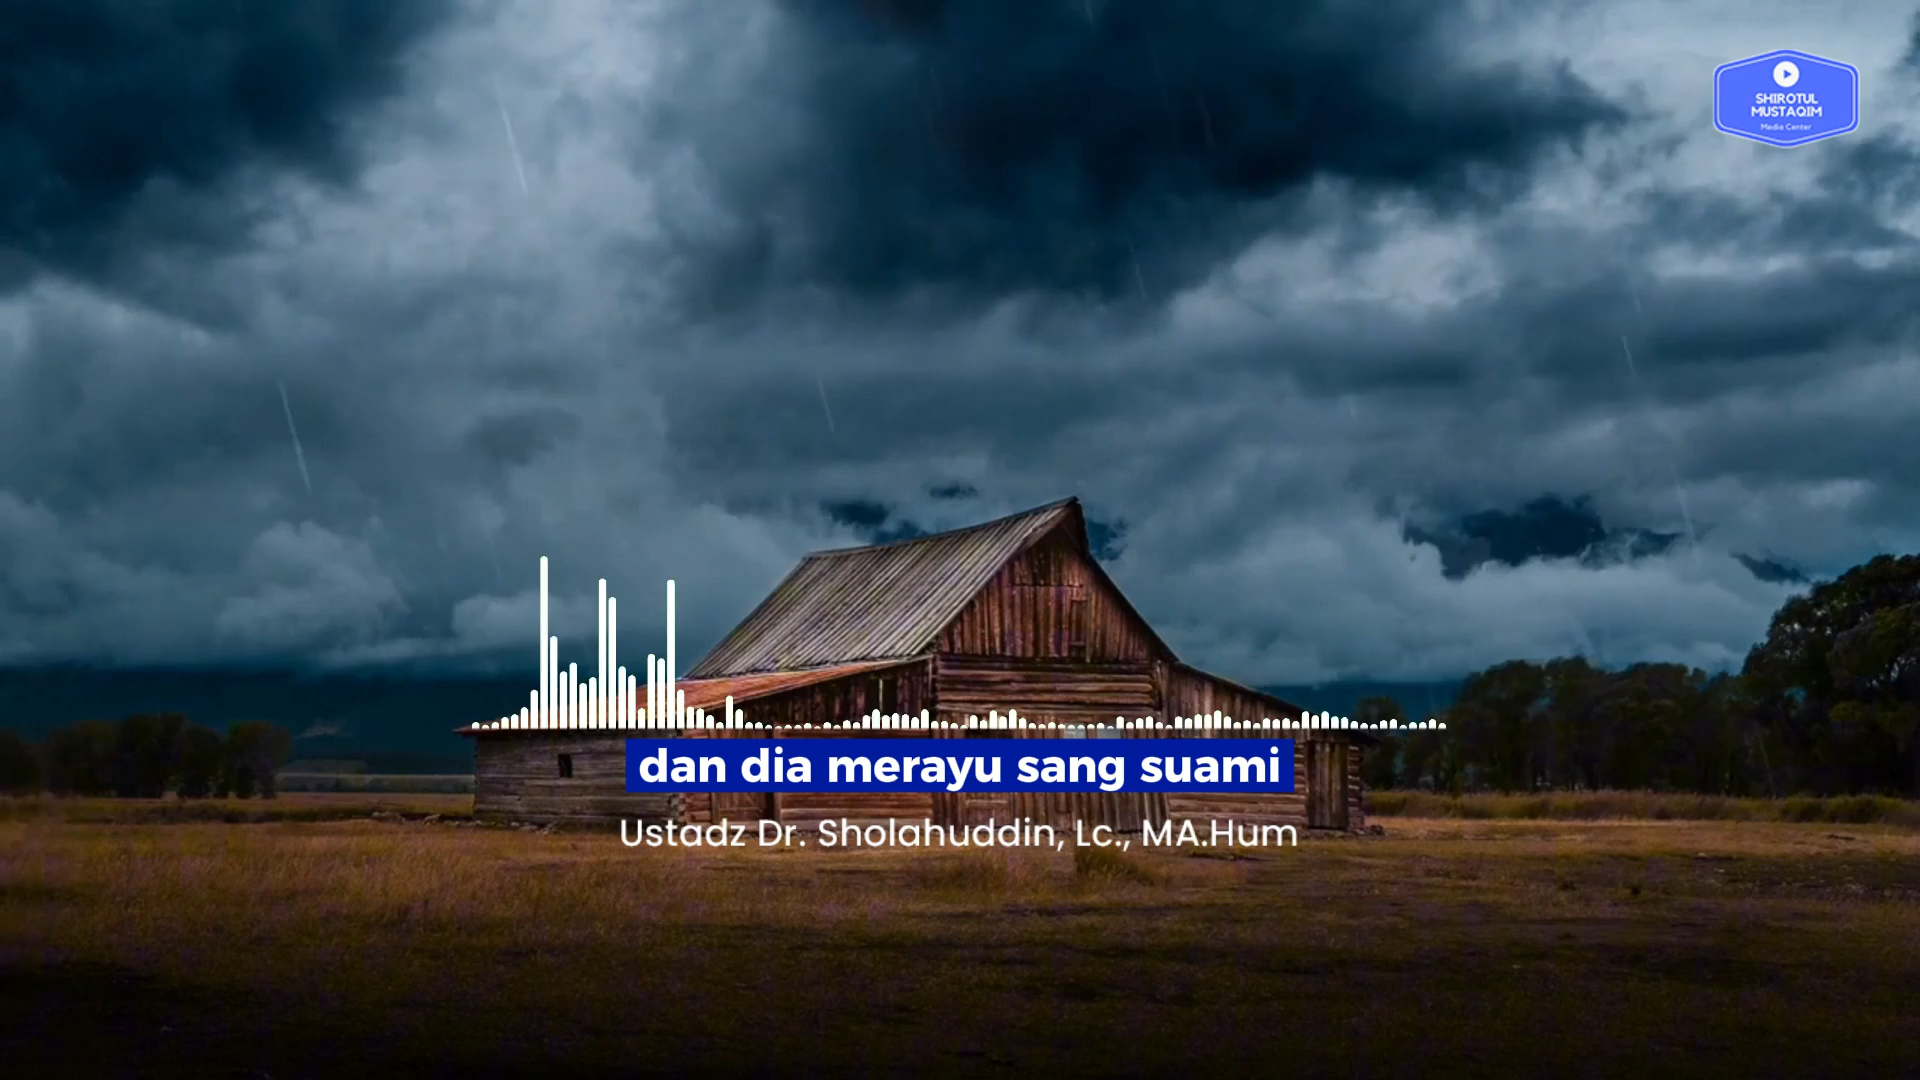 SHIROTUL
MUSTAQIM
Media Center
dan dia merayu sang suami
Ustadz Dr. Sholahuddin, Lc., MA.Hum